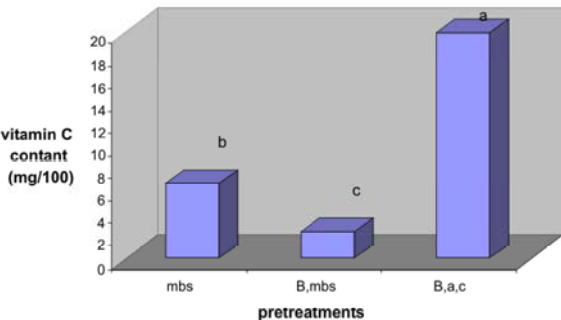 a
20
18
16
14
12
10
8
6
4
2
0
vitamin C
contant
(mg/100)
b
c
mbs
B,mbs
B,a,c
pretreatments